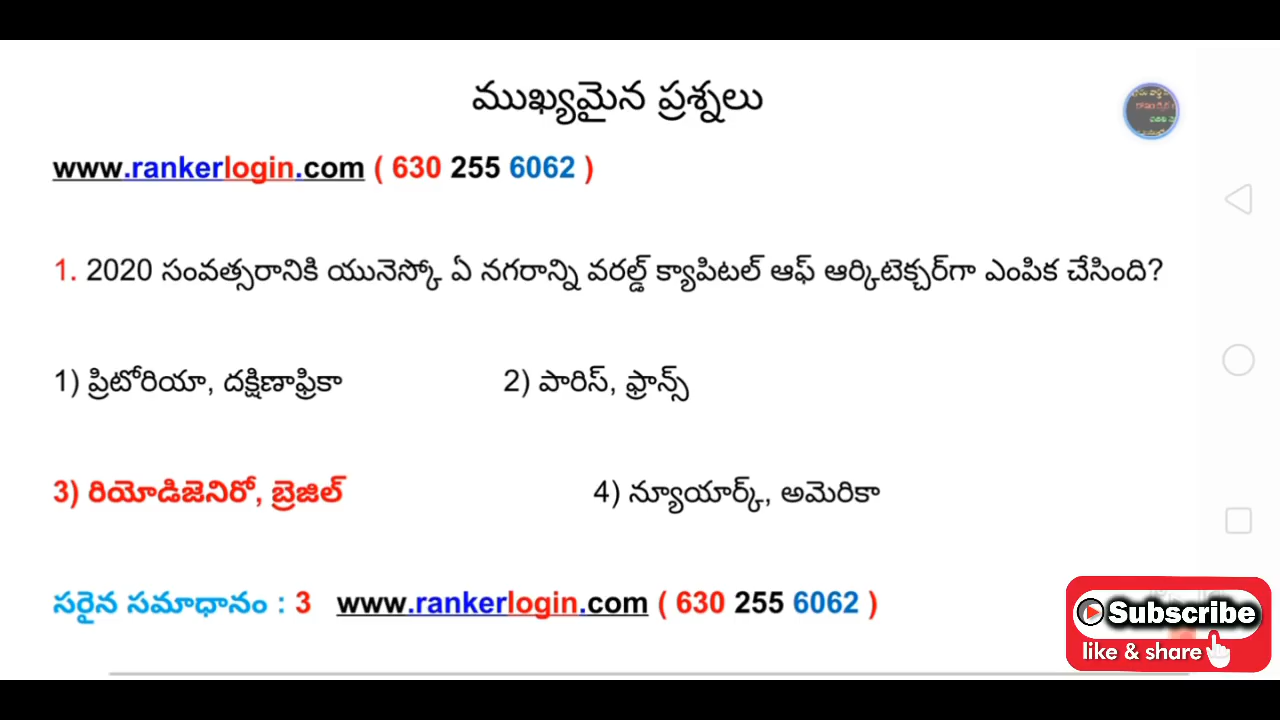 ముఖ్యమైన ప్రశ్నలు
www.rankerlogin.com ( 630 255 6062 )
1. 2020 సంవత్సరానికి యునెస్కో ఏ నగరాన్ని వరల్డ్ క్యాపిటల్ ఆఫ్ ఆర్కిటెక్చర్‌గా ఎంపిక చేసింది?
1) ప్రిటోరియా, దక్షిణాఫ్రికా 2) పారిస్, ఫ్రాన్స్
3) రియోడిజెనిరో, బ్రెజిల్ 4) న్యూయార్క్, అమెరికా
సరైన సమాధానం : 3 www.rankerlogin.com ( 630 255 6062 )
Subscribe
like & share